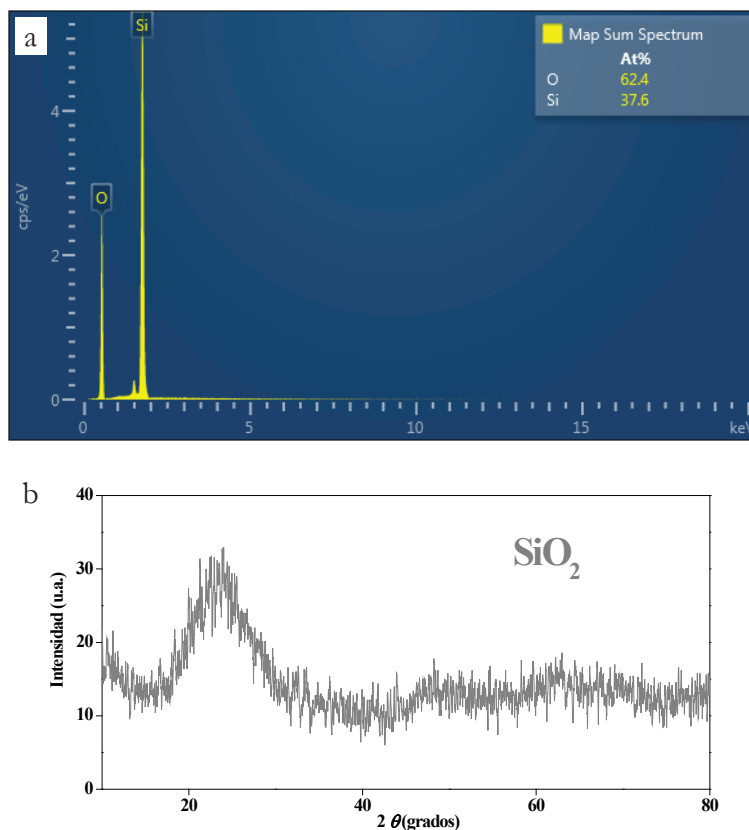 a
Si
Map Sum Spectrum
At%
O 62.4
Si 37.6
4
O
cps/eV
2
0
0 5 10 15 keV
b
40
SiO2
30
Intensidad (u.a.)
20
10
0
20 40 60 80
2 θ (grados)